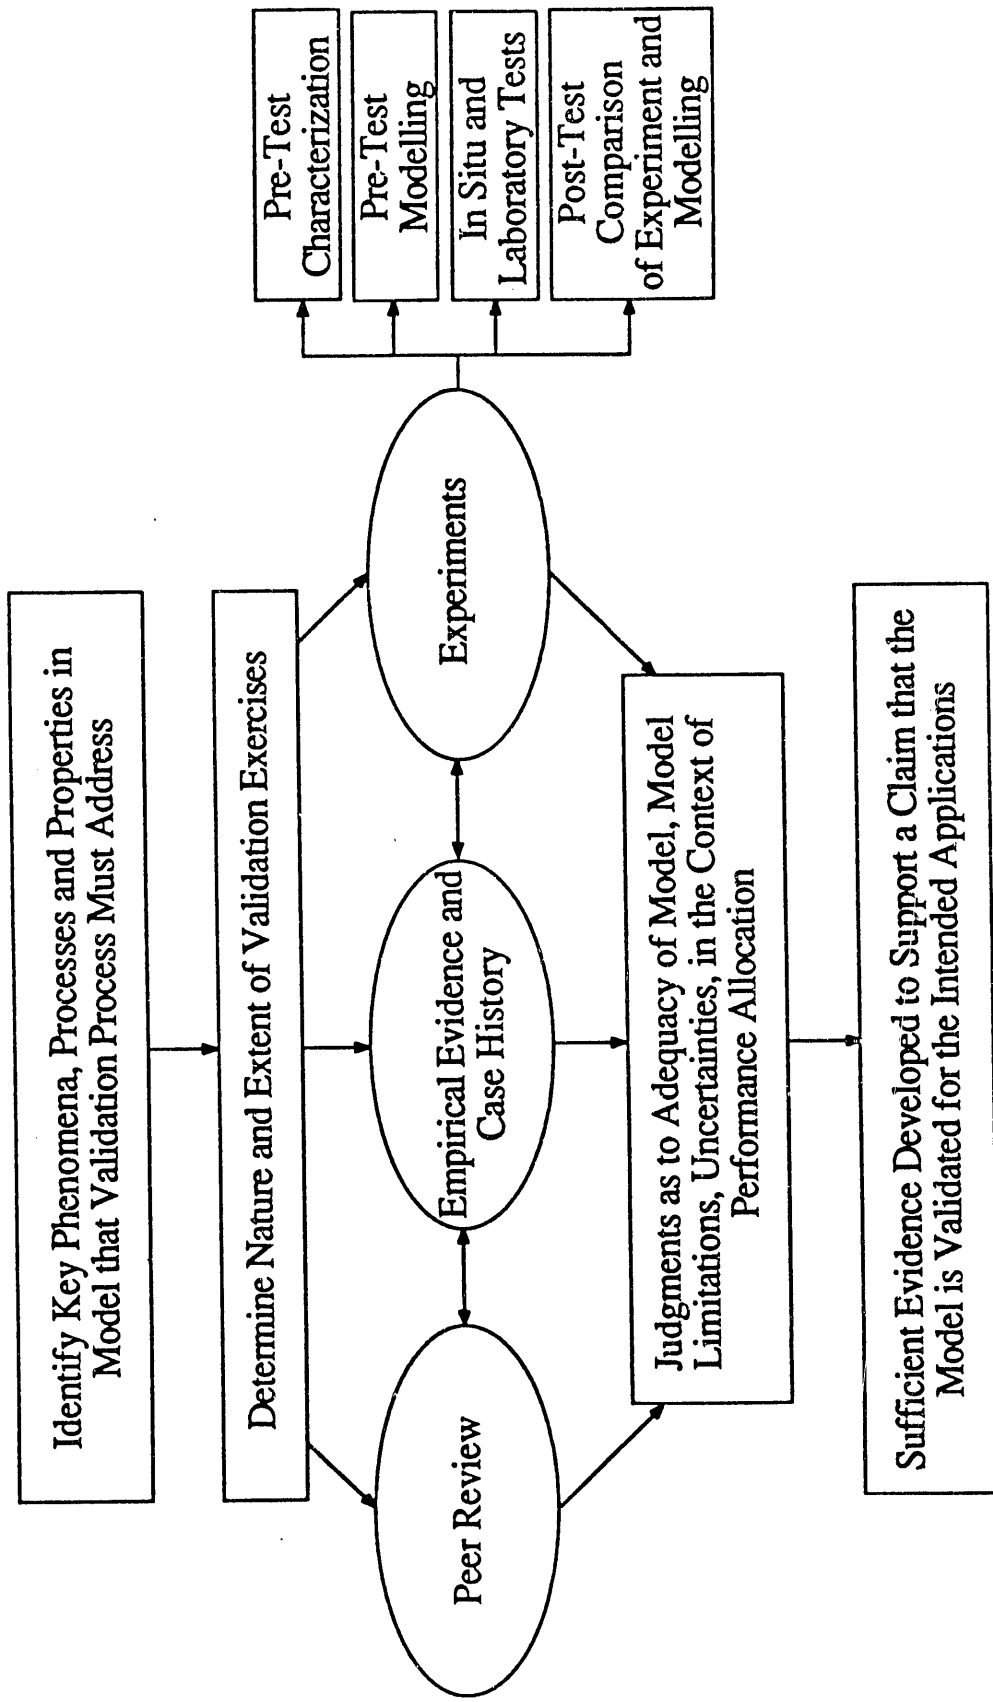 Identify Key Phenomena, Processes and Properties in
Model that Validation Process Must Address
Determine Nature and Extent of Validation Exercises
Peer Review
Empirical Evidence and
Case History
Experiments
Pre-Test
Characterization
Pre-Test
Modelling
In Situ and
Laboratory Tests
Post-Test
Comparison
of Experiment and
Modelling
Judgments as to Adequacy of Model, Model
Limitations, Uncertainties, in the Context of
Performance Allocation
Sufficient Evidence Developed to Support a Claim that the
Model is Validated for the Intended Applications